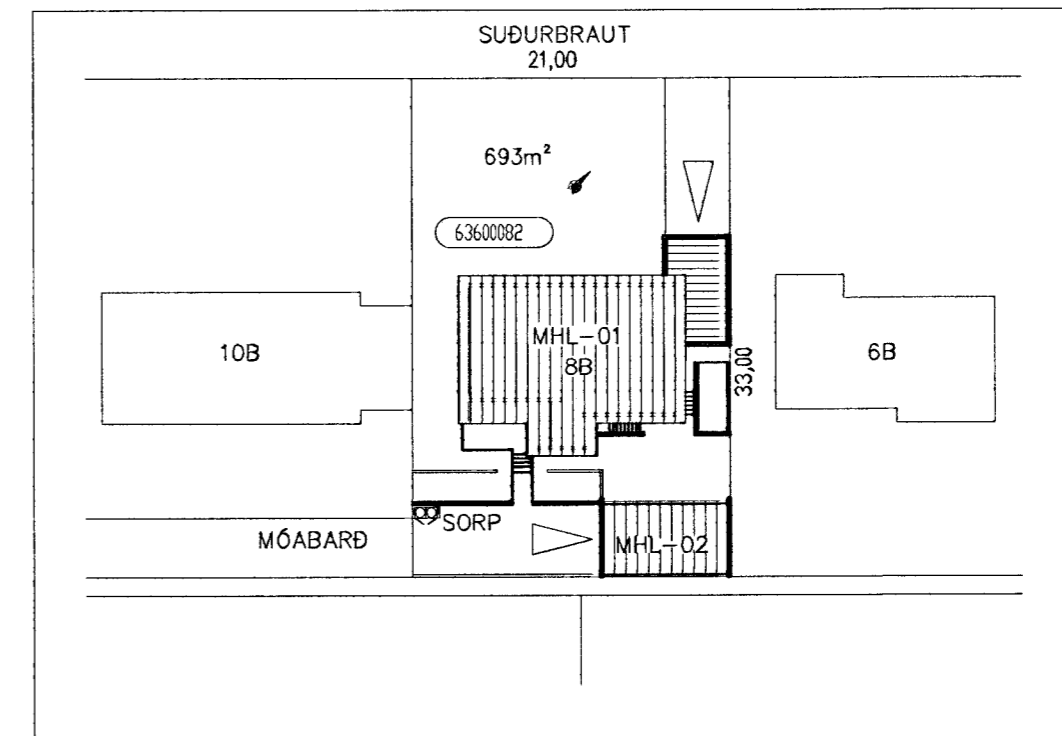 SUÐURBRAUT
21,00
693m²
63600082
MHL-01
8B
10B
6B
33,00
SORP
MÓABARÐ
MHL-02